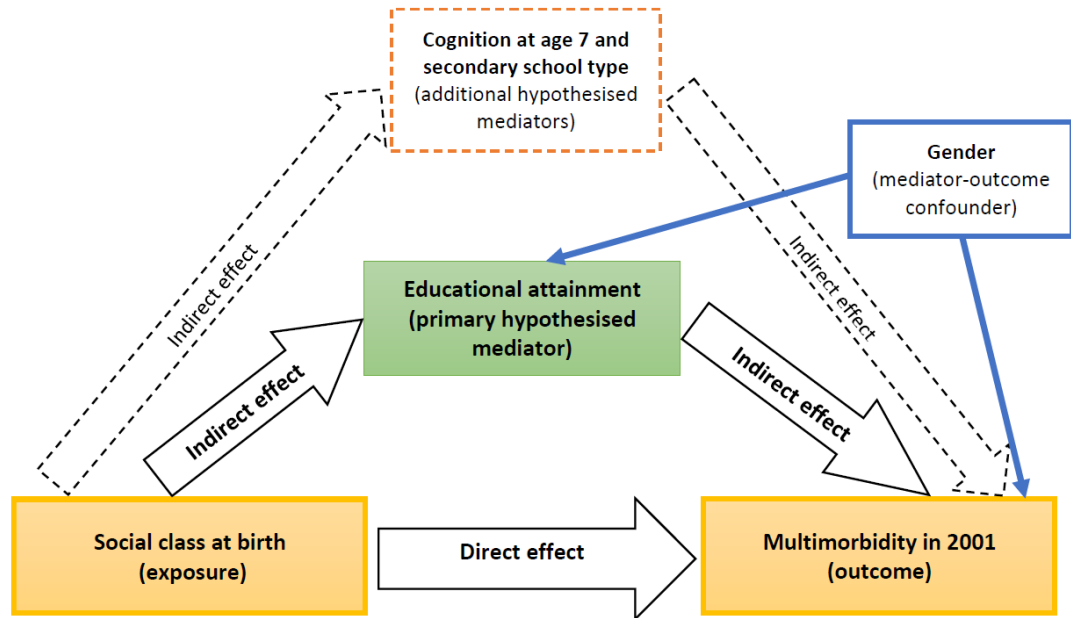 Cognition at age 7 and
secondary school type
(additional hypothesised
mediators)
Gender
(mediator-outcome
confounder)
Indirect effect
Indirect effect
Educational attainment
(primary hypothesised
mediator)
Indirect effect
Indirect effect
Social class at birth
(exposure)
Direct effect
Multimorbidity in 2001
(outcome)